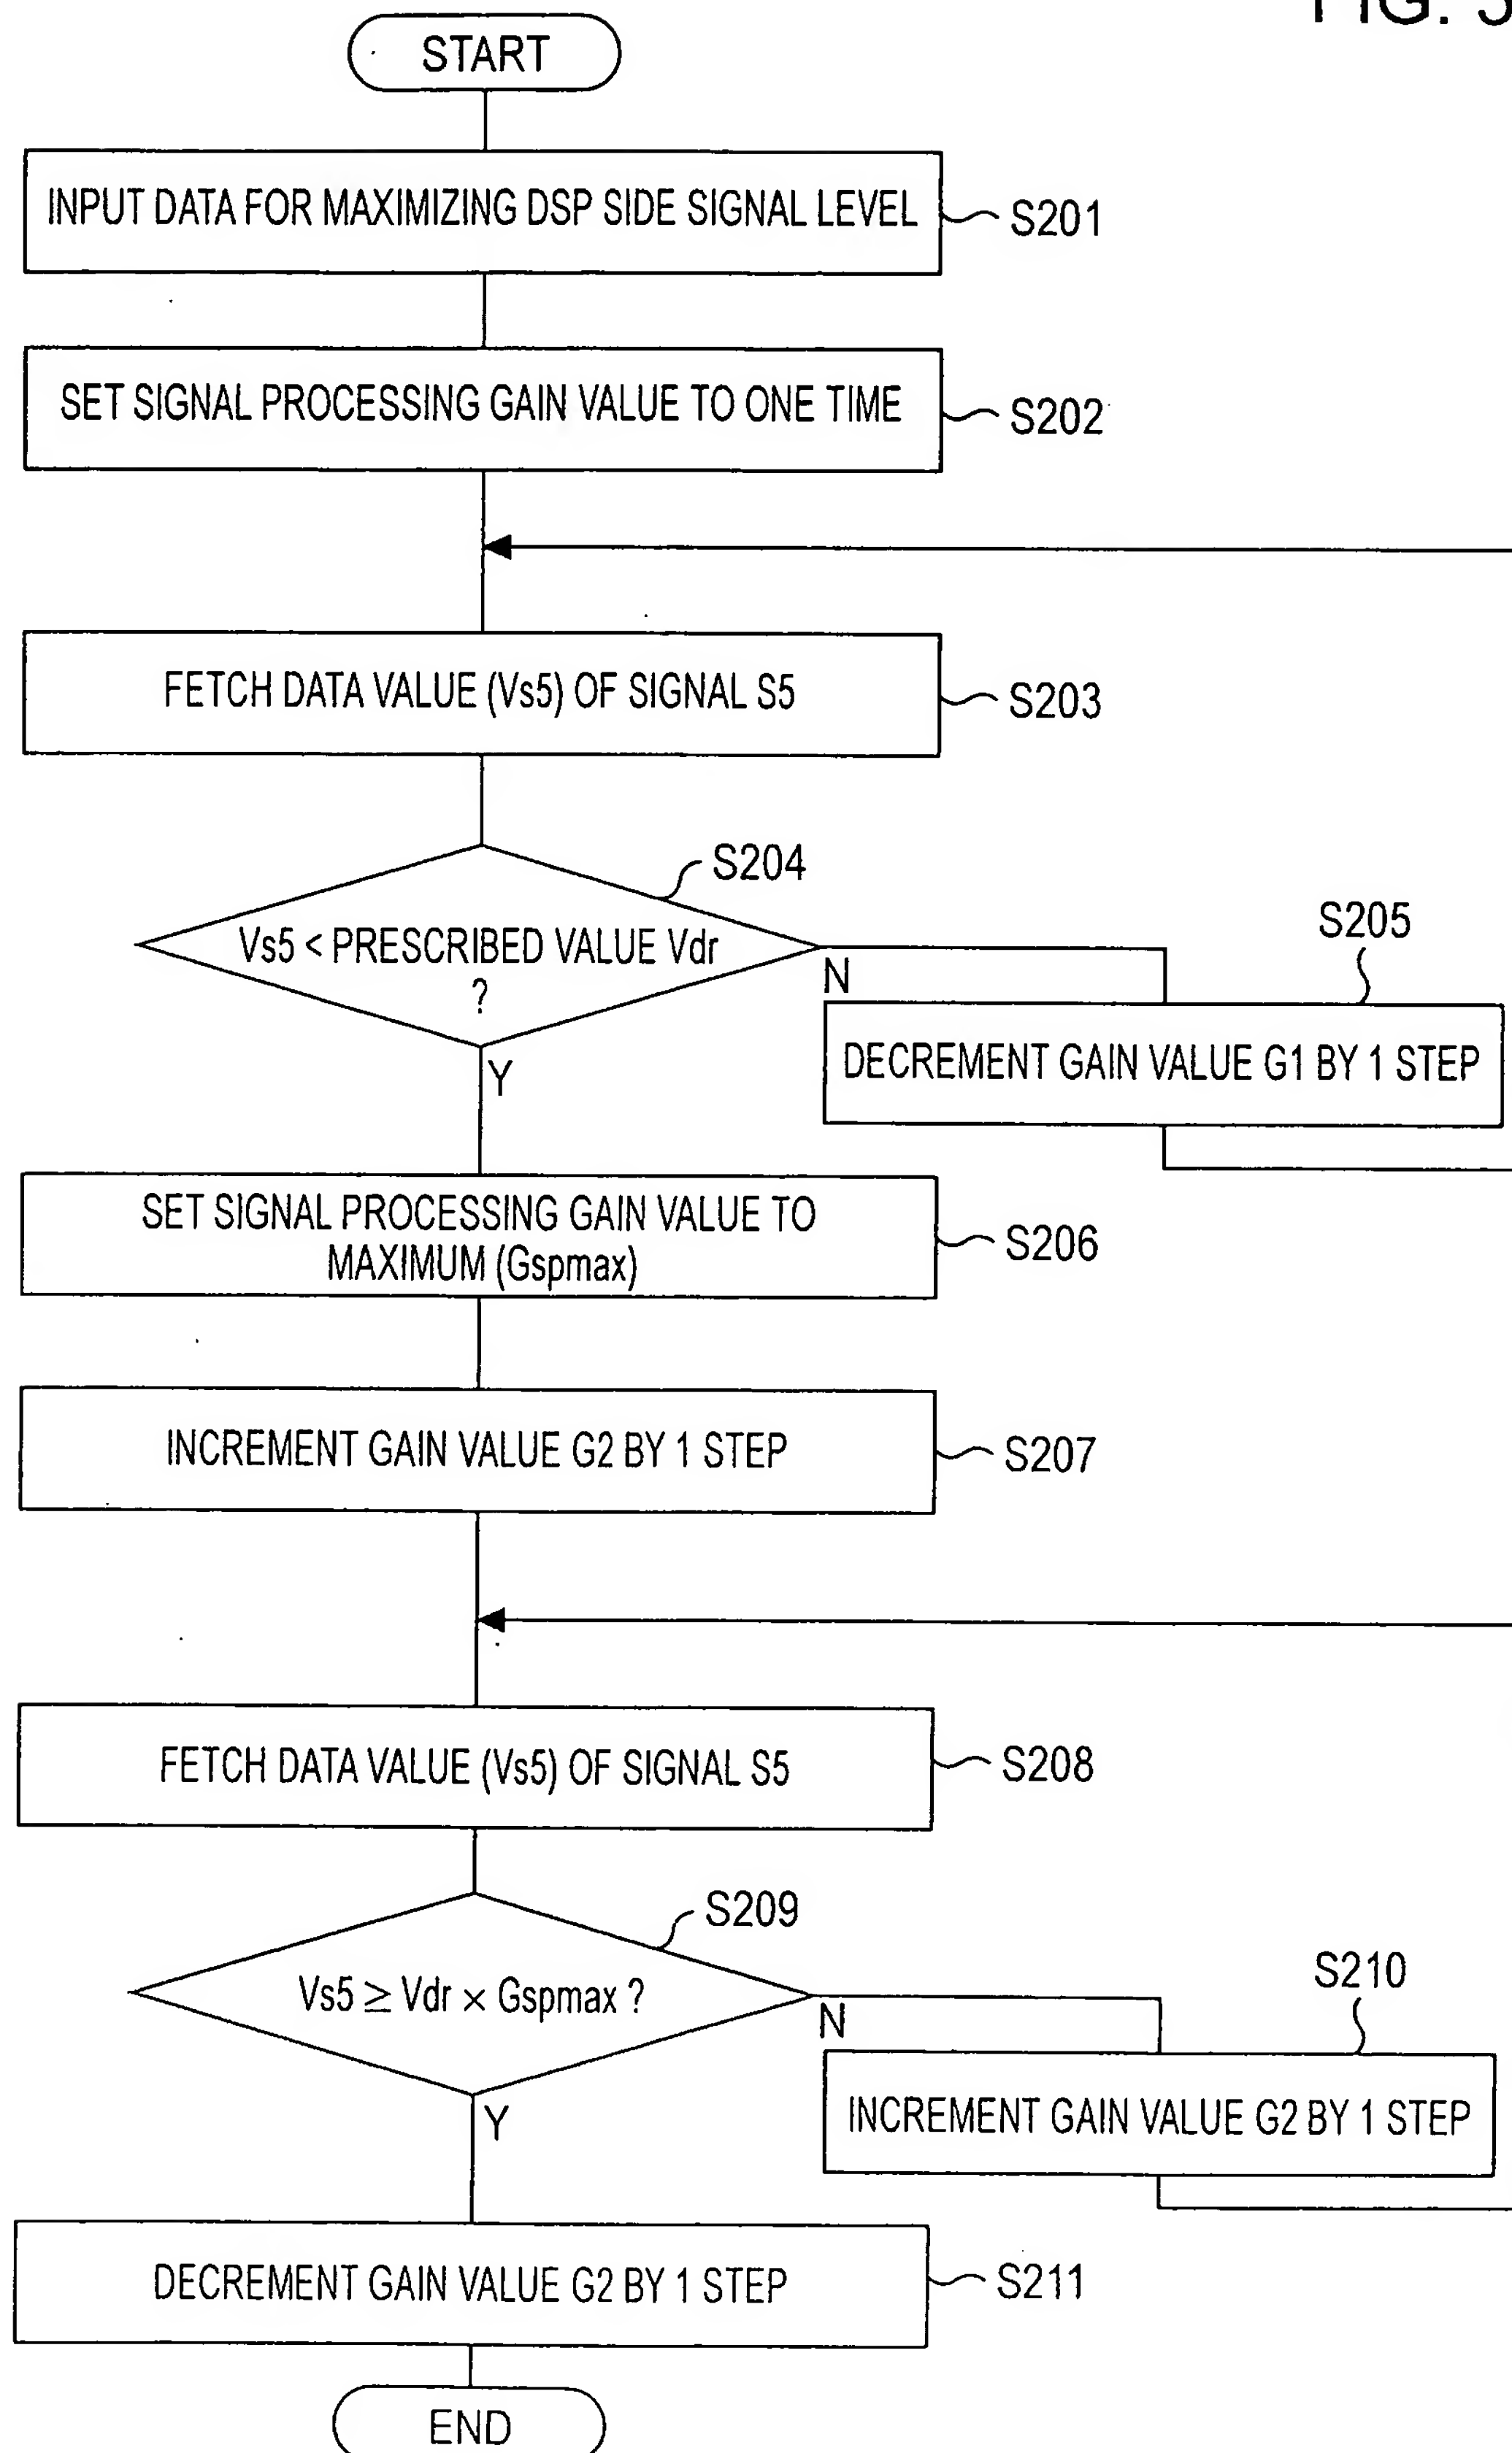 FIG. 5
START
INPUT DATA FOR MAXIMIZING DSP SIDE SIGNAL LEVEL
S201
SET SIGNAL PROCESSING GAIN VALUE TO ONE TIME
S202
FETCH DATA VALUE (Vs5) OF SIGNAL S5
S203
S204
Vs5 < PRESCRIBED VALUE Vdr
?
N
Y
S205
DECREMENT GAIN VALUE G1 BY 1 STEP
SET SIGNAL PROCESSING GAIN VALUE TO
MAXIMUM (Gspmax)
S206
INCREMENT GAIN VALUE G2 BY 1 STEP
S207
FETCH DATA VALUE (Vs5) OF SIGNAL S5
S208
S209
Vs5 ≥ Vdr × Gspmax ?
N
Y
S210
INCREMENT GAIN VALUE G2 BY 1 STEP
DECREMENT GAIN VALUE G2 BY 1 STEP
S211
END